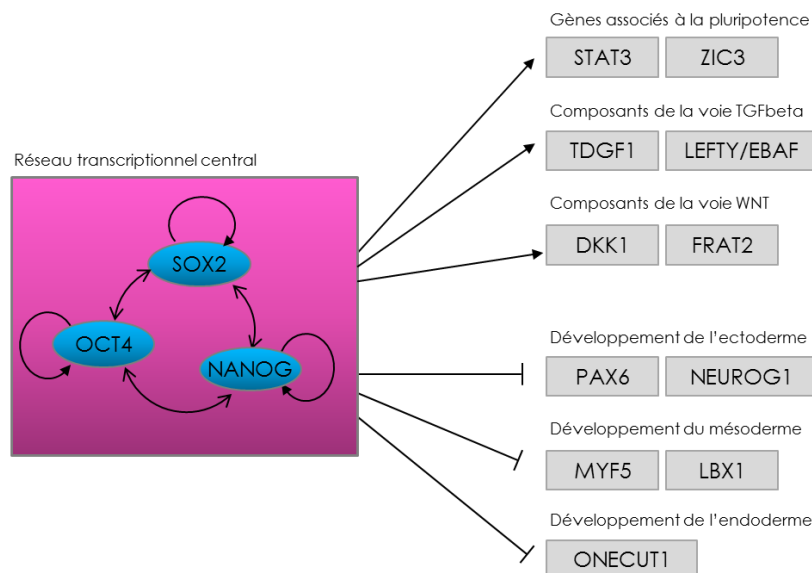 Gènes associés à la pluripotence
STAT3 ZIC3
Composants de la voie TGFbeta
TDGF1 LEFTY/EBAF
Réseau transcriptionnel central
Composants de la voie WNT
DKK1 FRAT2
SOX2
OCT4
NANOG
Développement de l'ectoderme
PAX6 NEUROG1
Développement du mésoderme
MYF5 LBX1
Développement de l'endoderme
ONECUT1